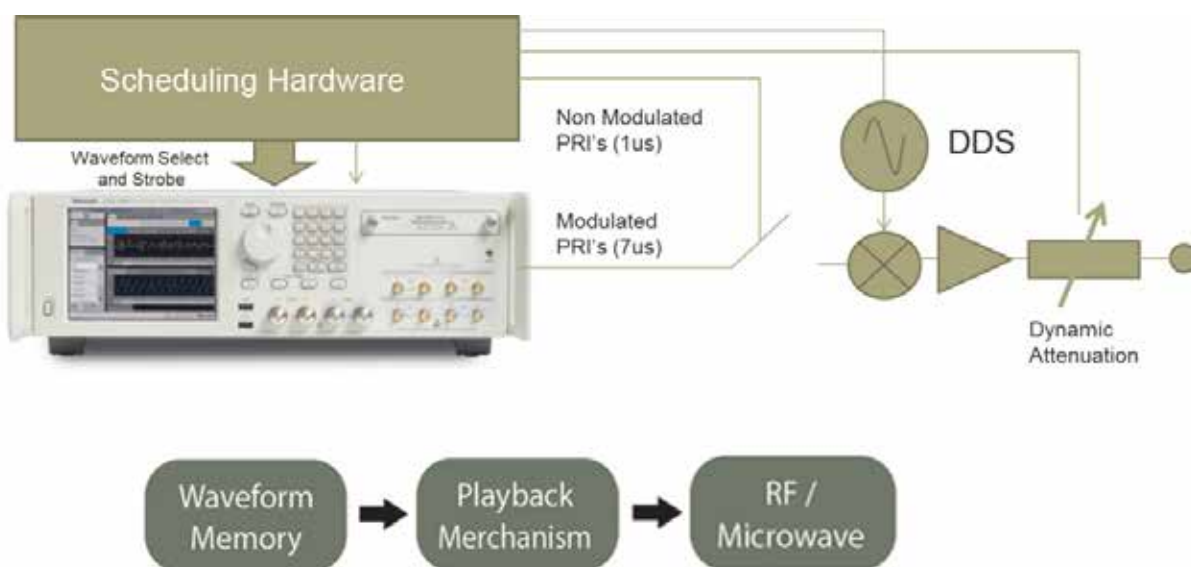 Scheduling Hardware
Waveform Select
and Strobe
Non Modulated
PRI's (1us)
Modulated
PRI's (7us)
DDS
Dynamic
Attenuation
Waveform
Memory
Playback
Merchanism
RF /
Microwave